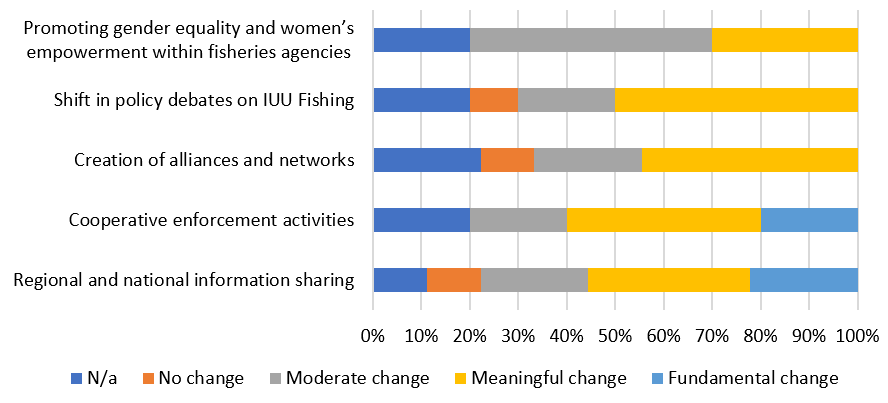 Promoting gender equality and women’s
empowerment within fisheries agencies
Shift in policy debates on IUU Fishing
Creation of alliances and networks
Cooperative enforcement activities
Regional and national information sharing
0% 10% 20% 30% 40% 50% 60% 70% 80% 90% 100%
N/a No change Moderate change Meaningful change Fundamental change